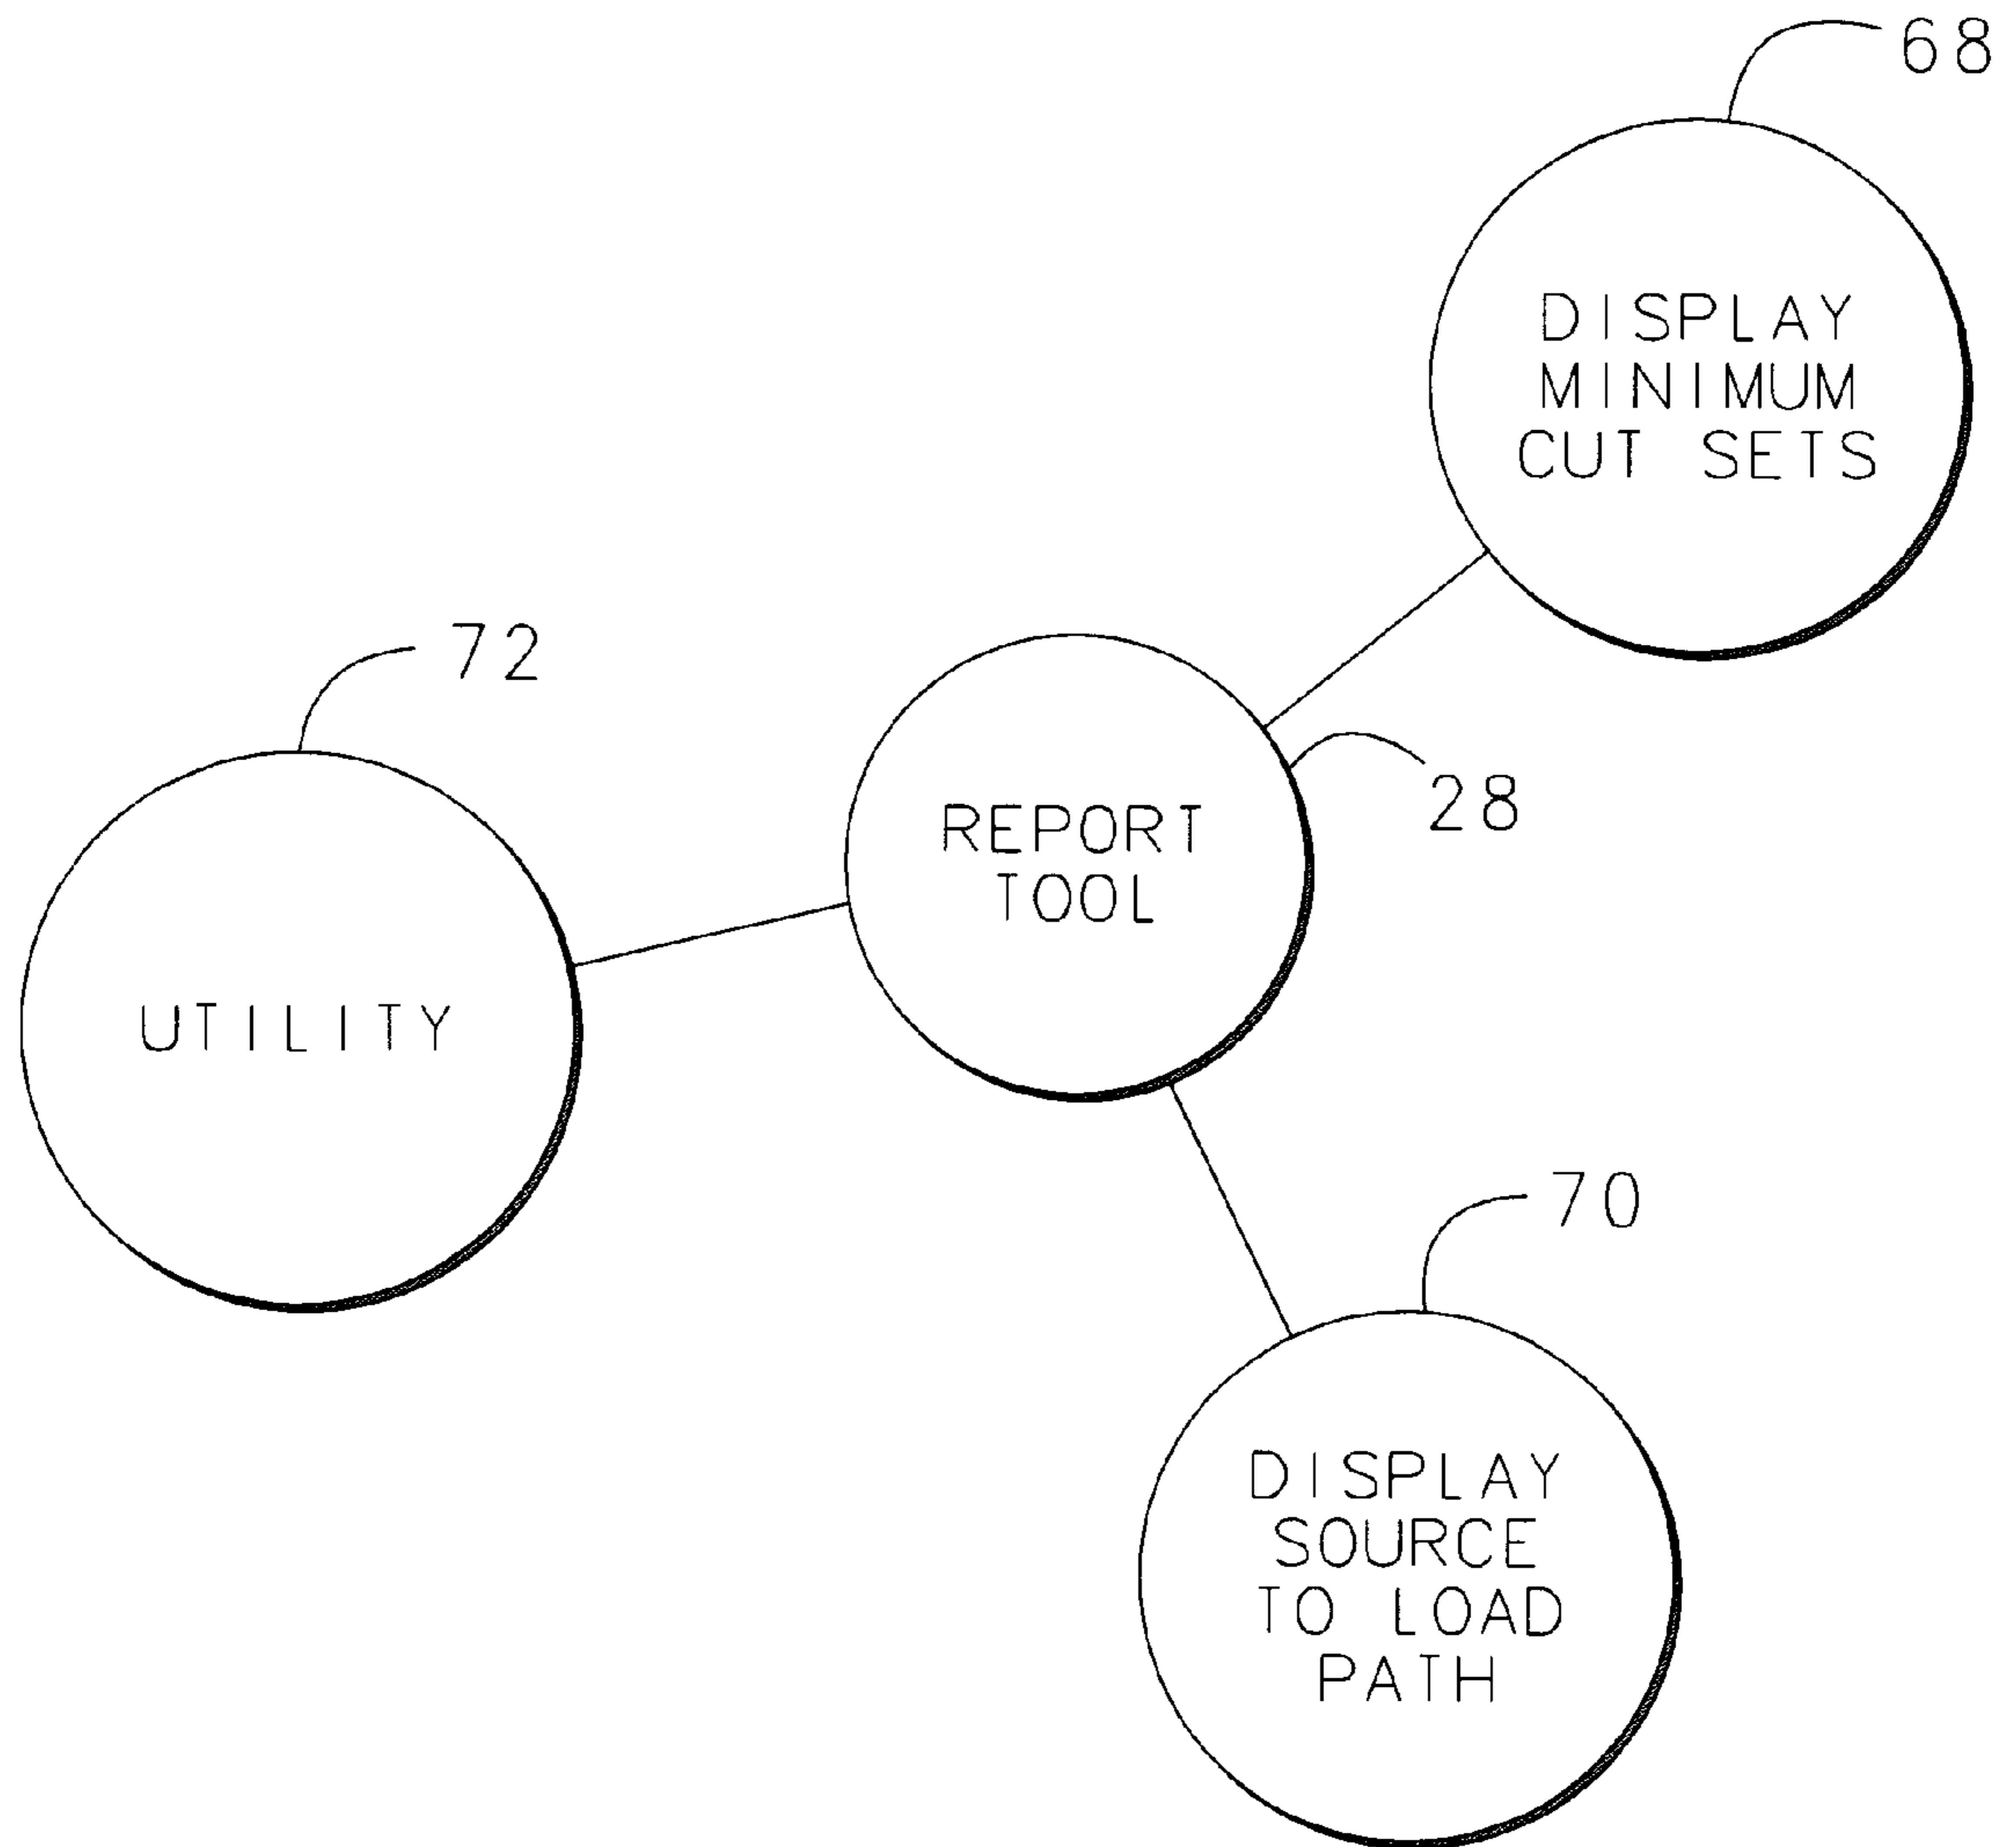 68
DISPLAY
MINIMUM
CUT SETS
72
28
REPORT
TOOL
UTILITY
70
DISPLAY
SOURCE
TO LOAD
PATH